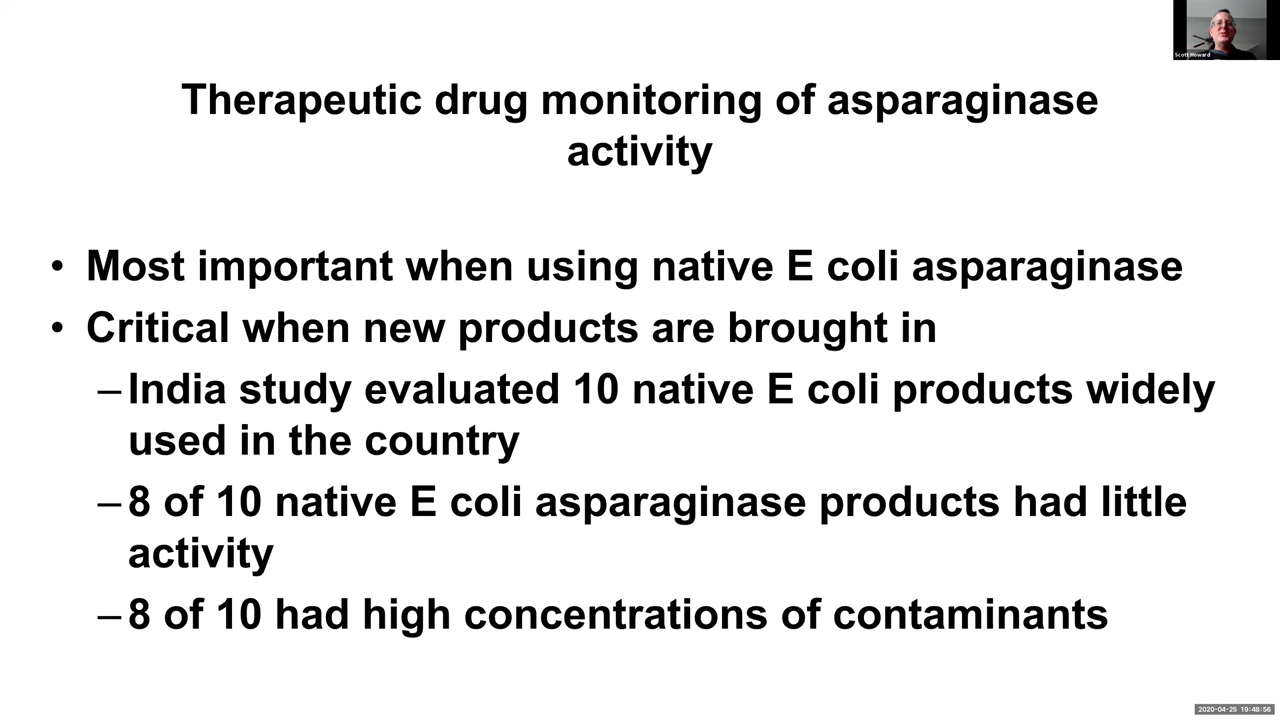 Scott Howard
Therapeutic drug monitoring of asparaginase
activity
• Most important when using native E coli asparaginase
• Critical when new products are brought in
– India study evaluated 10 native E coli products widely
used in the country
– 8 of 10 native E coli asparaginase products had little
activity
– 8 of 10 had high concentrations of contaminants
2020-04-25 19:48:56